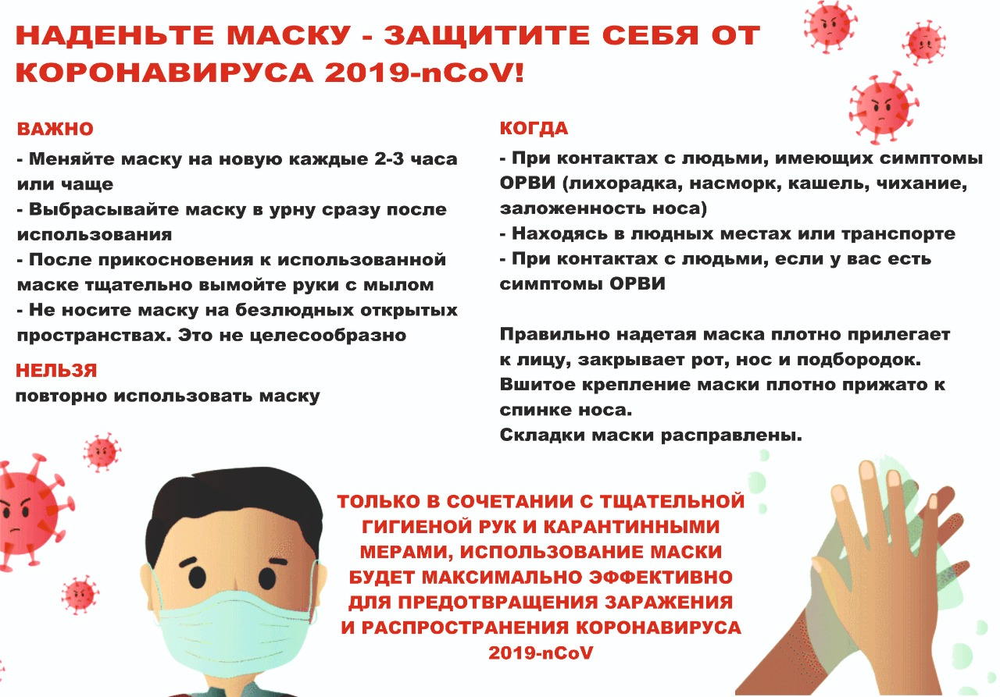 НАДЕНЬТЕ МАСКУ - ЗАЩИТИТЕ СЕБЯ ОТ
КОРОНАВИРУСА 2019-nCoV!
ВАЖНО
- Меняйте маску на новую каждые 2-3 часа
или чаще
- Выбрасывайте маску в урну сразу после
использования
- После прикосновения к использованной
маске тщательно вымойте руки с мылом
- Не носите маску на безлюдных открытых
пространствах. Это не целесообразно
НЕЛЬЗЯ
повторно использовать маску
КОГДА
- При контактах с людьми, имеющих симптомы
ОРВИ (лихорадка, насморк, кашель, чихание,
заложенность носа)
- Находясь в людных местах или транспорте
- При контактах с людьми, если у вас есть
симптомы ОРВИ
Правильно надетая маска плотно прилегает
к лицу, закрывает рот, нос и подбородок.
Вшитое крепление маски плотно прижато к
спинке носа.
Складки маски расправлены.
ТОЛЬКО В СОЧЕТАНИИ С ТЩАТЕЛЬНОЙ
ГИГИЕНОЙ РУК И КАРАНТИННЫМИ
МЕРАМИ, ИСПОЛЬЗОВАНИЕ МАСКИ
БУДЕТ МАКСИМАЛЬНО ЭФФЕКТИВНО
ДЛЯ ПРЕДОТВРАЩЕНИЯ ЗАРАЖЕНИЯ
И РАСПРОСТРАНЕНИЯ КОРОНАВИРУСА
2019-nCoV